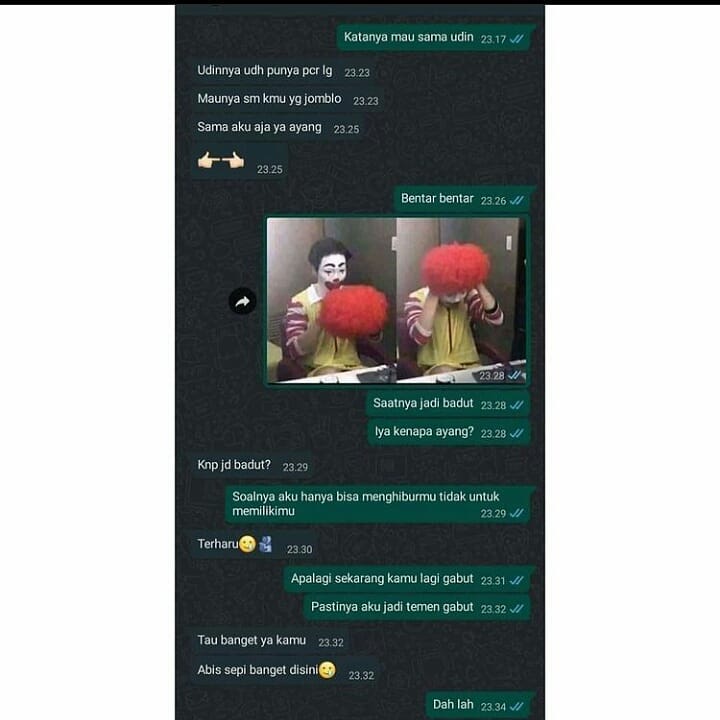 Katanya mau sama udin 23.17
Udinnya udh punya pcr lg 23.23
Maunya sm kmu yg jomblo 23.23
Sama aku aja ya ayang 23.25
👉🏻👈🏻 23.25
Bentar bentar 23.26
23.28
Saatnya jadi badut 23.28
Iya kenapa ayang? 23.28
Knp jd badut? 23.29
Soalnya aku hanya bisa menghiburmu tidak untuk
memilikimu 23.29
Terharu🥲🫂 23.30
Apalagi sekarang kamu lagi gabut 23.31
Pastinya aku jadi temen gabut 23.32
Tau banget ya kamu 23.32
Abis sepi banget disini🥲 23.32
Dah lah 23.34